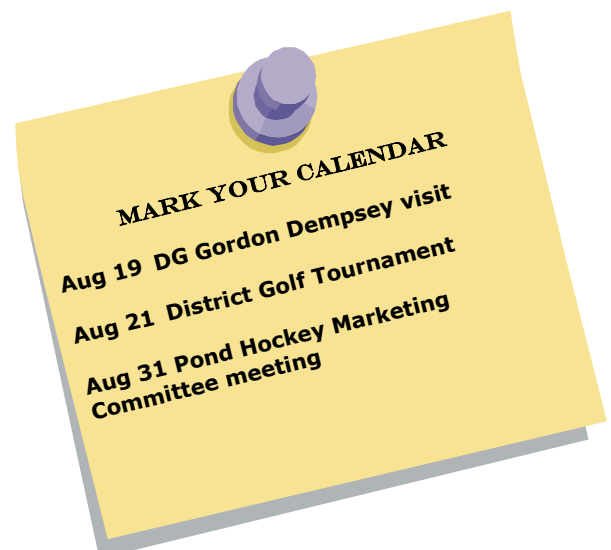 MARK YOUR CALENDAR
Aug 19 DG Gordon Dempsey visit
Aug 21 District Golf Tournament
Aug 31 Pond Hockey Marketing
Committee meeting